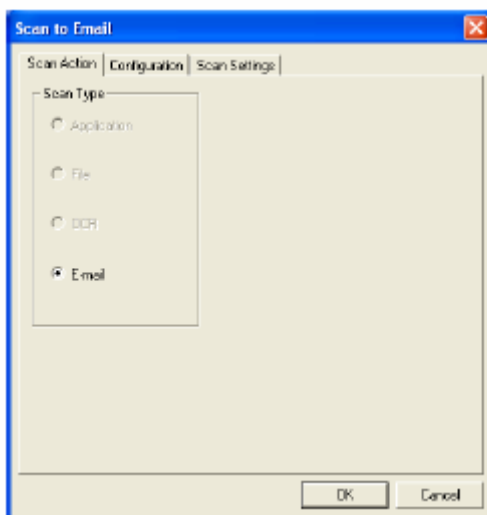 Scan to Email
Scan Action Configuration Scan Settings
Scan Type
Application
File
OCR
E-mail
OK Cancel